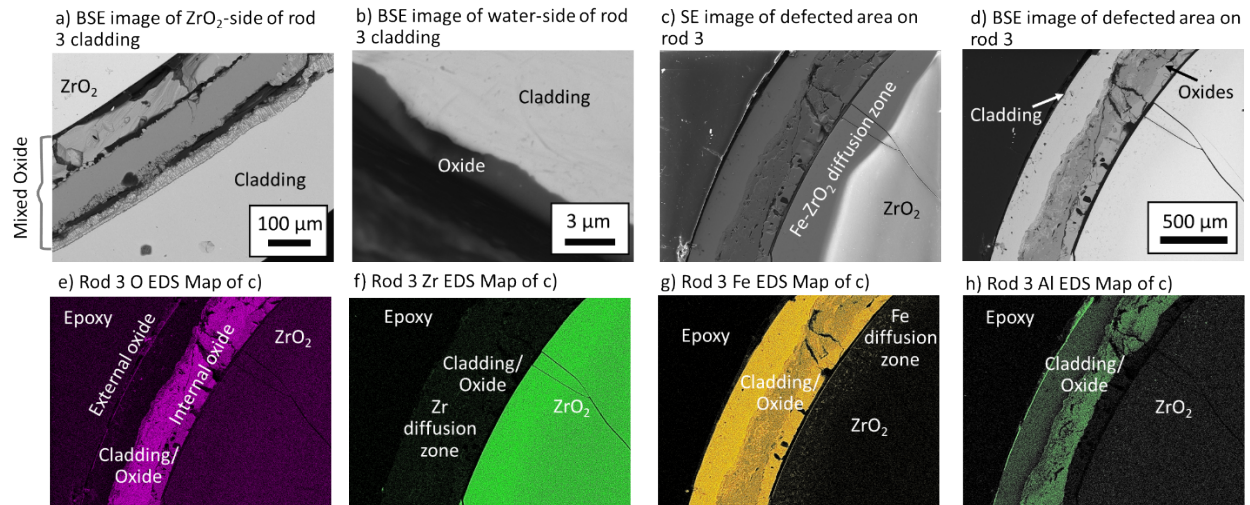 a) BSE image of ZrO₂-side of rod
3 cladding
ZrO₂
Mixed Oxide
Cladding
100 µm
b) BSE image of water-side of rod
3 cladding
Cladding
Oxide
3 µm
c) SE image of defected area on
rod 3
Fe-ZrO₂ diffusion zone
ZrO₂
d) BSE image of defected area on
rod 3
Cladding
Oxides
500 µm
e) Rod 3 O EDS Map of c)
Epoxy
External oxide
Internal oxide
ZrO₂
Cladding/
Oxide
f) Rod 3 Zr EDS Map of c)
Epoxy
Cladding/
Oxide
Zr
diffusion
zone
ZrO₂
g) Rod 3 Fe EDS Map of c)
Epoxy
Fe
diffusion
zone
Cladding/
Oxide
ZrO₂
h) Rod 3 Al EDS Map of c)
Epoxy
Cladding/
Oxide
ZrO₂